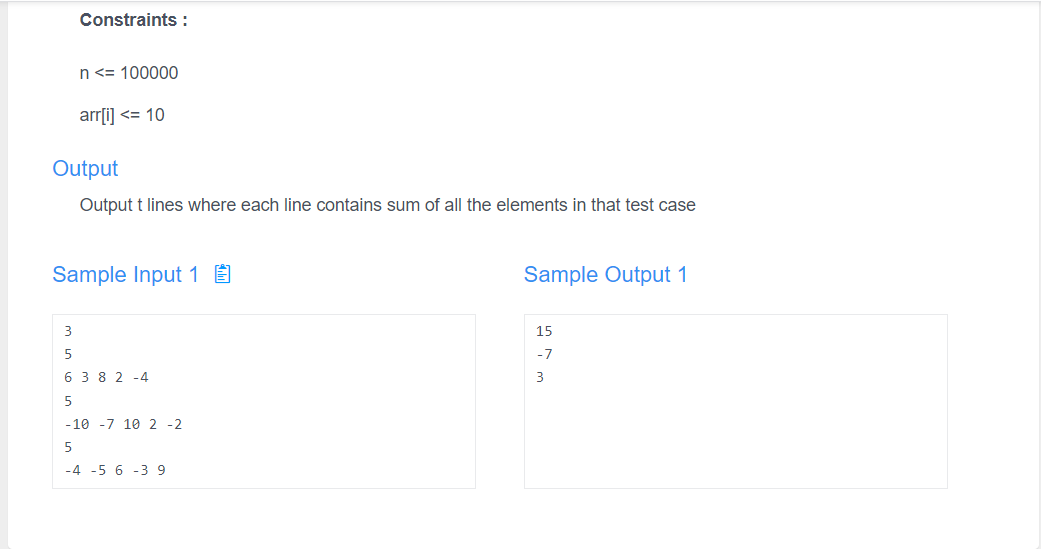 Constraints :
n <= 100000
arr[i] <= 10
Output
Output t lines where each line contains sum of all the elements in that test case
Sample Input 1
3
5
6 3 8 2 -4
5
-10 -7 10 2 -2
5
-4 -5 6 -3 9
Sample Output 1
15
-7
3